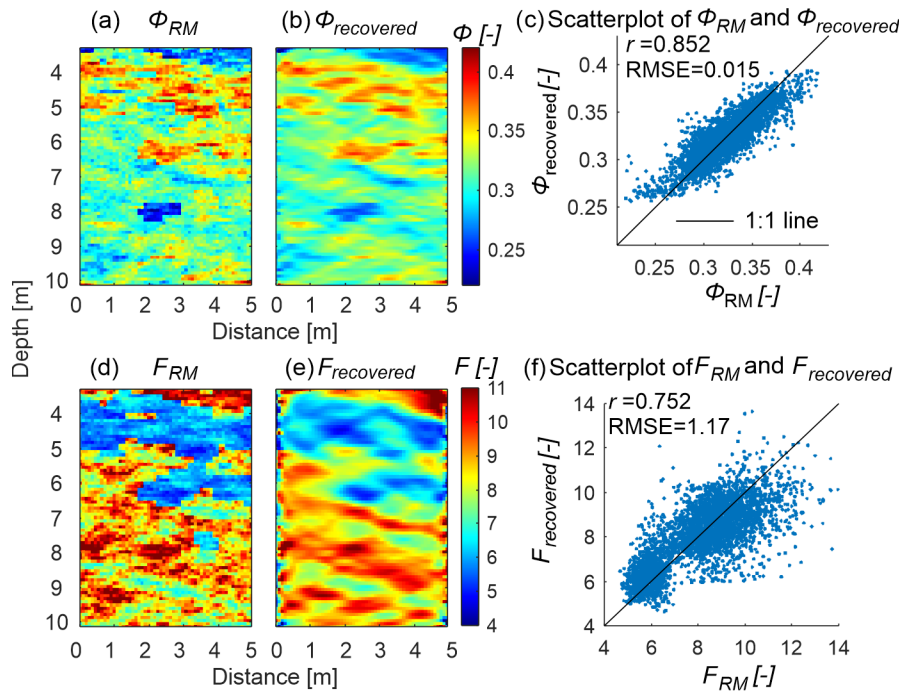 (a) Φ_RM
(b) Φ_recovered
Φ [-]
(c) Scatterplot of Φ_RM and Φ_recovered
4
5
6
7
8
9
10
0 1 2 3 4 5
0 1 2 3 4 5
Distance [m]
Depth [m]
0.4
0.35
0.3
0.25
r =0.852
RMSE=0.015
0.4
0.35
0.3
0.25
Φ_recovered [-]
1:1 line
0.25 0.3 0.35 0.4
Φ_RM [-]
(d) F_RM
(e) F_recovered
F [-]
(f) Scatterplot of F_RM and F_recovered
4
5
6
7
8
9
10
0 1 2 3 4 5
0 1 2 3 4 5
Distance [m]
11
10
9
8
7
6
5
4
r =0.752
RMSE=1.17
14
12
10
8
6
4
F_recovered [-]
4 6 8 10 12 14
F_RM [-]